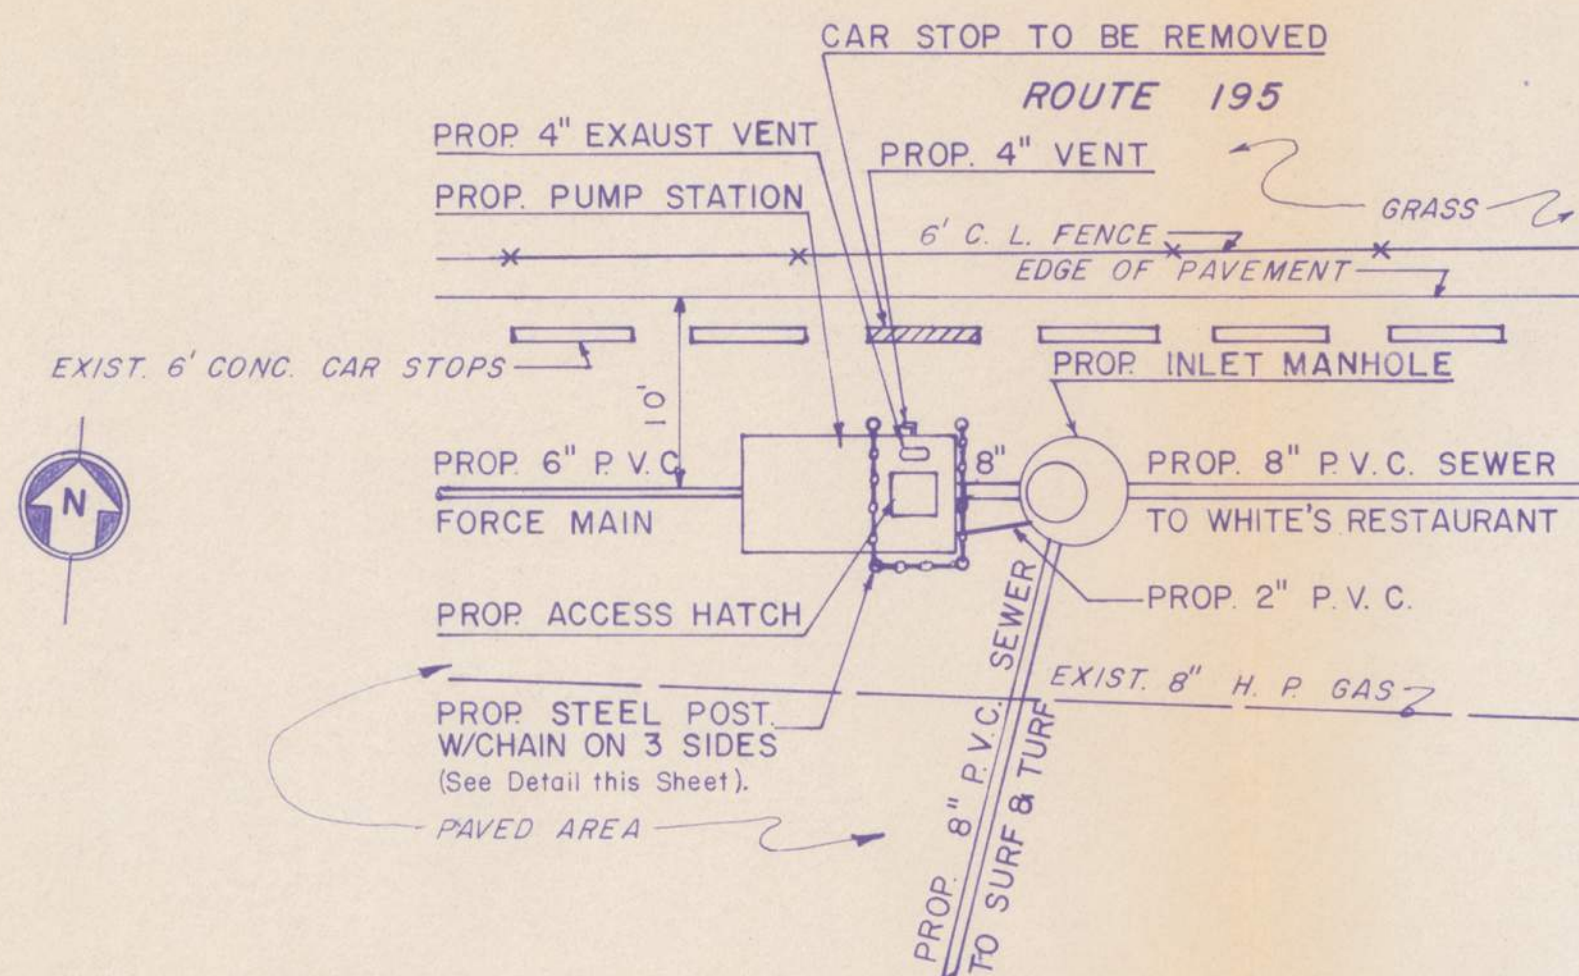 CAR STOP TO BE REMOVED
ROUTE 195
PROP. 4" EXAUST VENT
PROP. 4" VENT
PROP. PUMP STATION
GRASS
6' C. L. FENCE
EDGE OF PAVEMENT
EXIST. 6' CONC. CAR STOPS
PROP. INLET MANHOLE
10'
N
PROP. 6" P. V. C.
FORCE MAIN
8"
PROP. 8" P.V.C. SEWER
TO WHITE'S RESTAURANT
PROP. ACCESS HATCH
PROP. 2" P.V.C.
EXIST. 8" H. P. GAS
PROP. STEEL POST.
W/CHAIN ON 3 SIDES
(See Detail this Sheet).
PAVED AREA
PROP. 8" P.V.C. SEWER
TO SURF & TURF